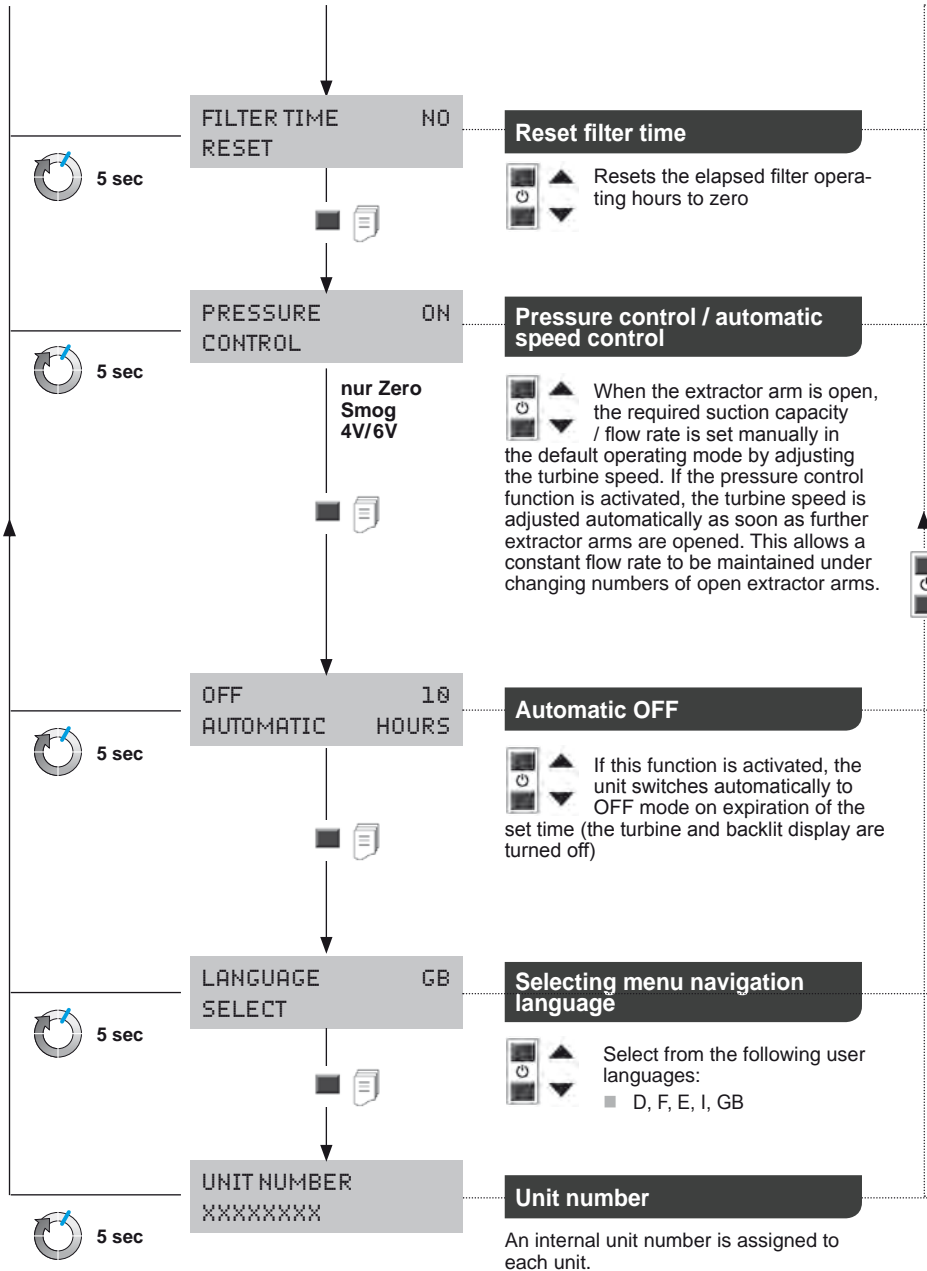 FILTER TIME NO
RESET
Reset filter time
5 sec
Resets the elapsed filter opera-
ting hours to zero
PRESSURE ON
CONTROL
Pressure control / automatic
speed control
5 sec
nur Zero
Smog
4V/6V
When the extractor arm is open,
the required suction capacity
/ flow rate is set manually in
the default operating mode by adjusting
the turbine speed. If the pressure control
function is activated, the turbine speed is
adjusted automatically as soon as further
extractor arms are opened. This allows a
constant flow rate to be maintained under
changing numbers of open extractor arms.
OFF 10
AUTOMATIC HOURS
Automatic OFF
5 sec
If this function is activated, the
unit switches automatically to
OFF mode on expiration of the
set time (the turbine and backlit display are
turned off)
LANGUAGE GB
SELECT
Selecting menu navigation
language
5 sec
Select from the following user
languages:
D, F, E, I, GB
UNIT NUMBER
XXXXXXXX
Unit number
5 sec
An internal unit number is assigned to
each unit.